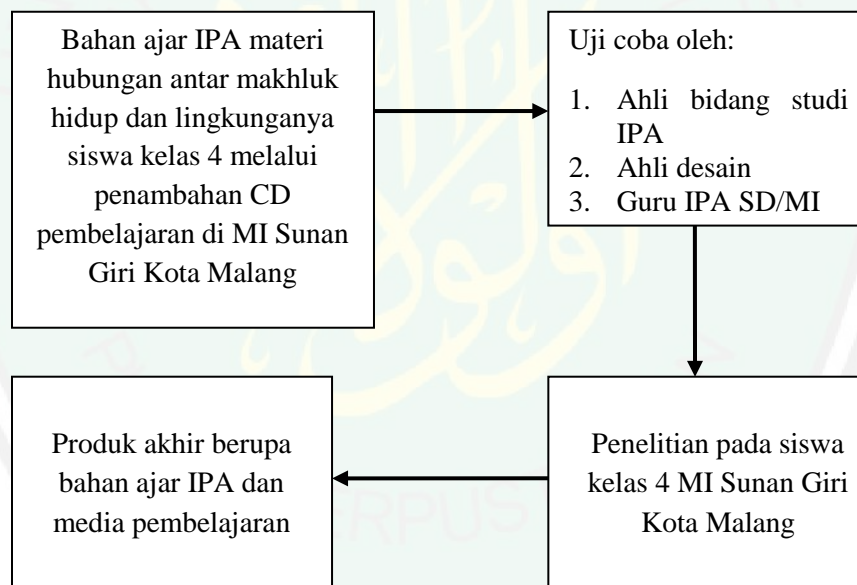 Bahan ajar IPA materi
hubungan antar makhluk
hidup dan lingkunganya
siswa kelas 4 melalui
penambahan CD
pembelajaran di MI Sunan
Giri Kota Malang
Uji coba oleh:
1. Ahli bidang studi
IPA
2. Ahli desain
3. Guru IPA SD/MI
Penelitian pada siswa
kelas 4 MI Sunan Giri
Kota Malang
Produk akhir berupa
bahan ajar IPA dan
media pembelajaran